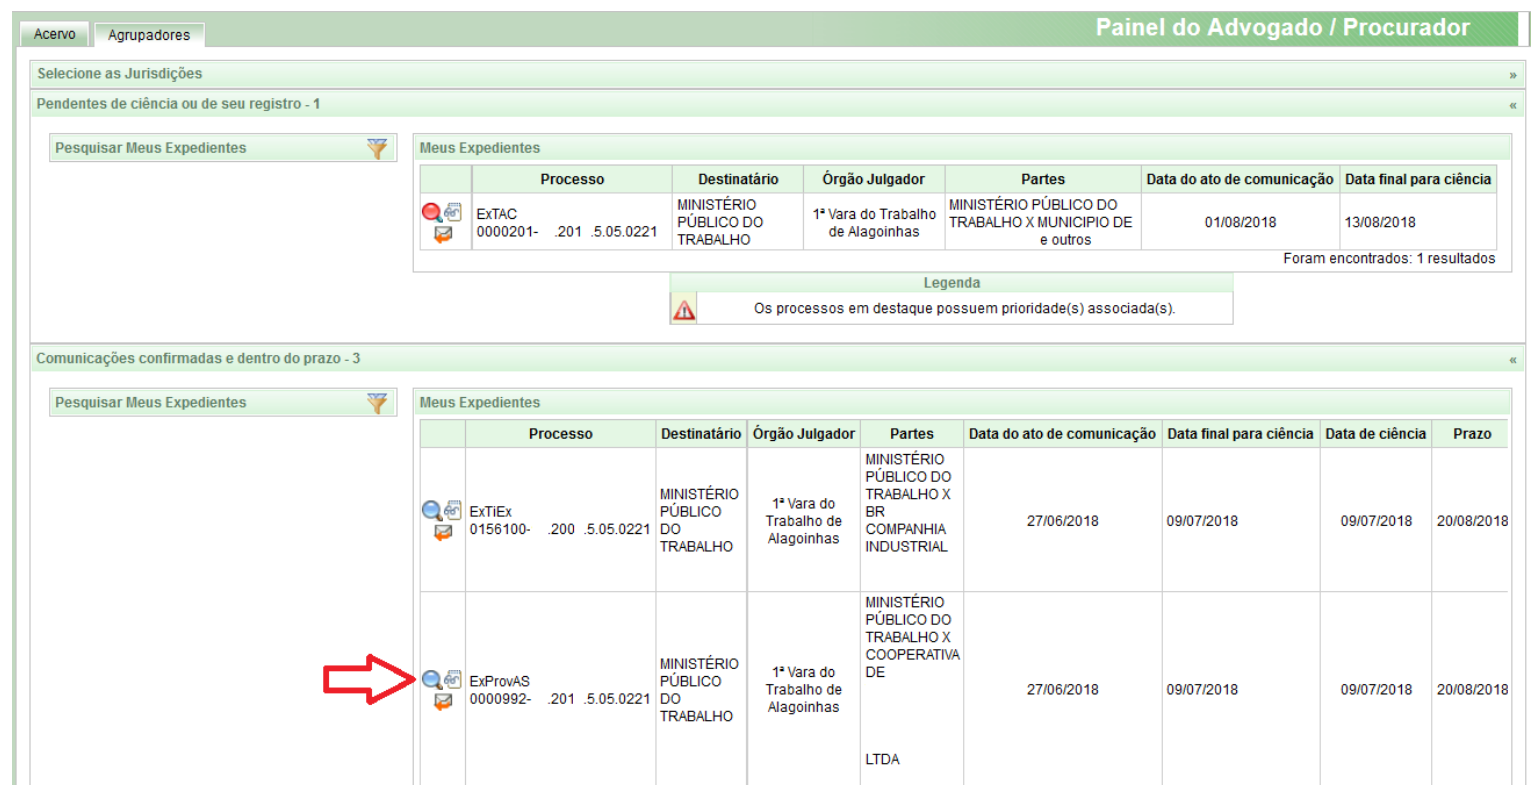 Acervo
Agrupadores
Painel do Advogado / Procurador
Selecione as Jurisdições
»
Pendentes de ciência ou de seu registro - 1
«
Pesquisar Meus Expedientes
Meus Expedientes
Processo Destinatário Órgão Julgador Partes Data do ato de comunicação Data final para ciência
ExTAC
0000201- .201 .5.05.0221
MINISTÉRIO
PÚBLICO DO
TRABALHO
1ª Vara do Trabalho
de Alagoinhas
MINISTÉRIO PÚBLICO DO
TRABALHO X MUNICIPIO DE
e outros
01/08/2018
13/08/2018
Foram encontrados: 1 resultados
Legenda
Os processos em destaque possuem prioridade(s) associada(s).
Comunicações confirmadas e dentro do prazo - 3
«
Pesquisar Meus Expedientes
Meus Expedientes
Processo Destinatário Órgão Julgador Partes Data do ato de comunicação Data final para ciência Data de ciência Prazo
ExTiEx
0156100- .200 .5.05.0221
MINISTÉRIO
PÚBLICO
DO
TRABALHO
1ª Vara do
Trabalho de
Alagoinhas
MINISTÉRIO
PÚBLICO DO
TRABALHO X
BR
COMPANHIA
INDUSTRIAL
27/06/2018
09/07/2018
09/07/2018
20/08/2018
ExProvAS
0000992- .201 .5.05.0221
MINISTÉRIO
PÚBLICO
DO
TRABALHO
1ª Vara do
Trabalho de
Alagoinhas
MINISTÉRIO
PÚBLICO DO
TRABALHO X
COOPERATIVA
DE
LTDA
27/06/2018
09/07/2018
09/07/2018
20/08/2018